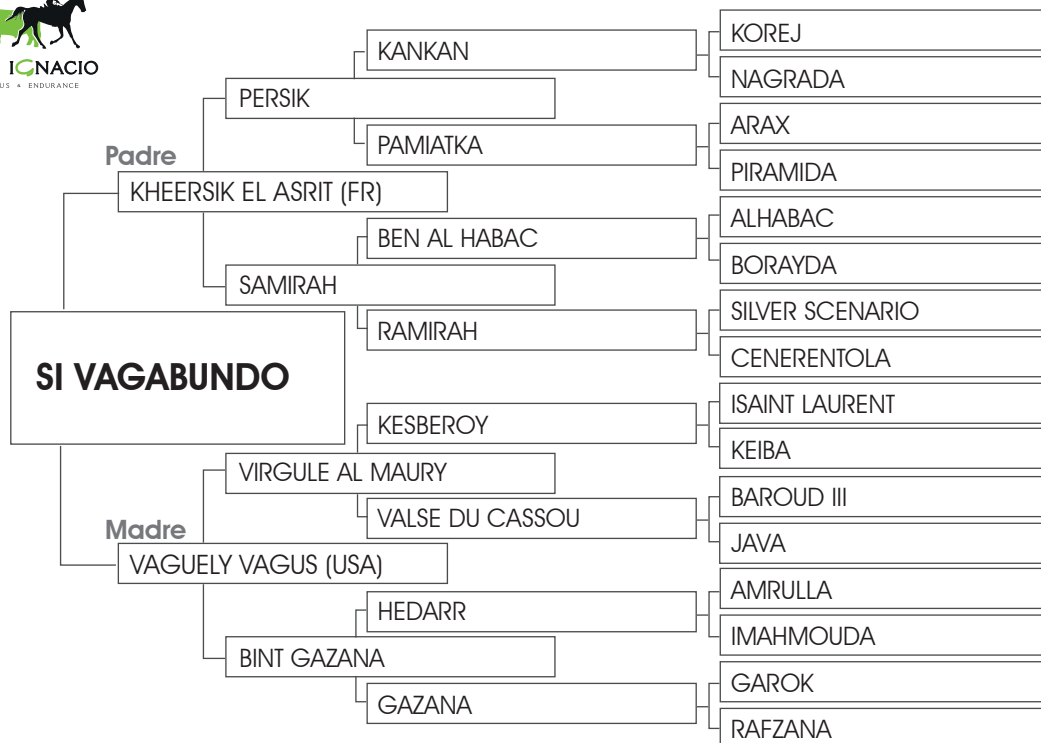 IGNACIO
US & ENDURANCE
KOREJ
KANKAN
NAGRADA
PERSIK
ARAX
PAMIATKA
Padre
PIRAMIDA
KHEERSIK EL ASRIT (FR)
ALHABAC
BEN AL HABAC
BORAYDA
SAMIRAH
SILVER SCENARIO
RAMIRAH
CENERENTOLA
SI VAGABUNDO
ISAINT LAURENT
KESBEROY
KEIBA
VIRGULE AL MAURY
BAROUD III
VALSE DU CASSOU
Madre
JAVA
VAGUELY VAGUS (USA)
AMRULLA
HEDARR
IMAHMOUDA
BINT GAZANA
GAROK
GAZANA
RAFZANA